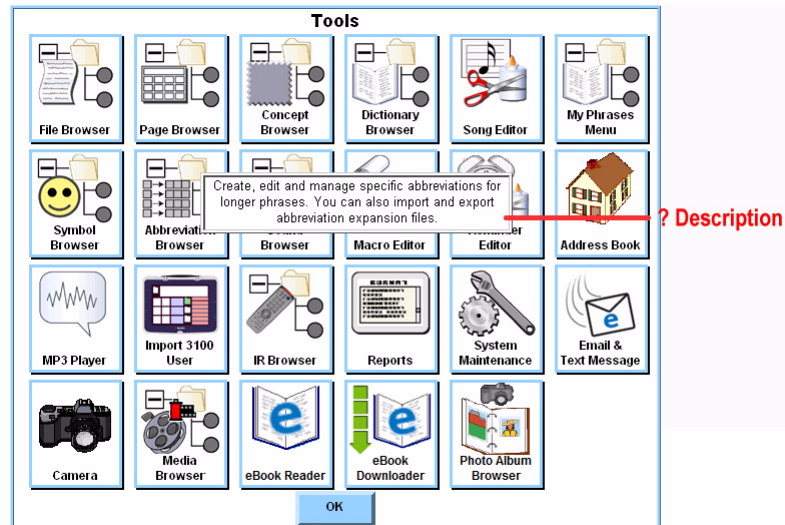 Tools
File Browser
Page Browser
Concept
Browser
Dictionary
Browser
Song Editor
My Phrases
Menu
Symbol
Browser
Abbreviation
Browser
Create, edit and manage specific abbreviations for
longer phrases. You can also import and export
abbreviation expansion files.
Browser
Macro Editor
Editor
Address Book
? Description
MP3 Player
Import 3100
User
IR Browser
Reports
System
Maintenance
Email &
Text Message
Camera
Media
Browser
eBook Reader
eBook
Downloader
Photo Album
Browser
OK